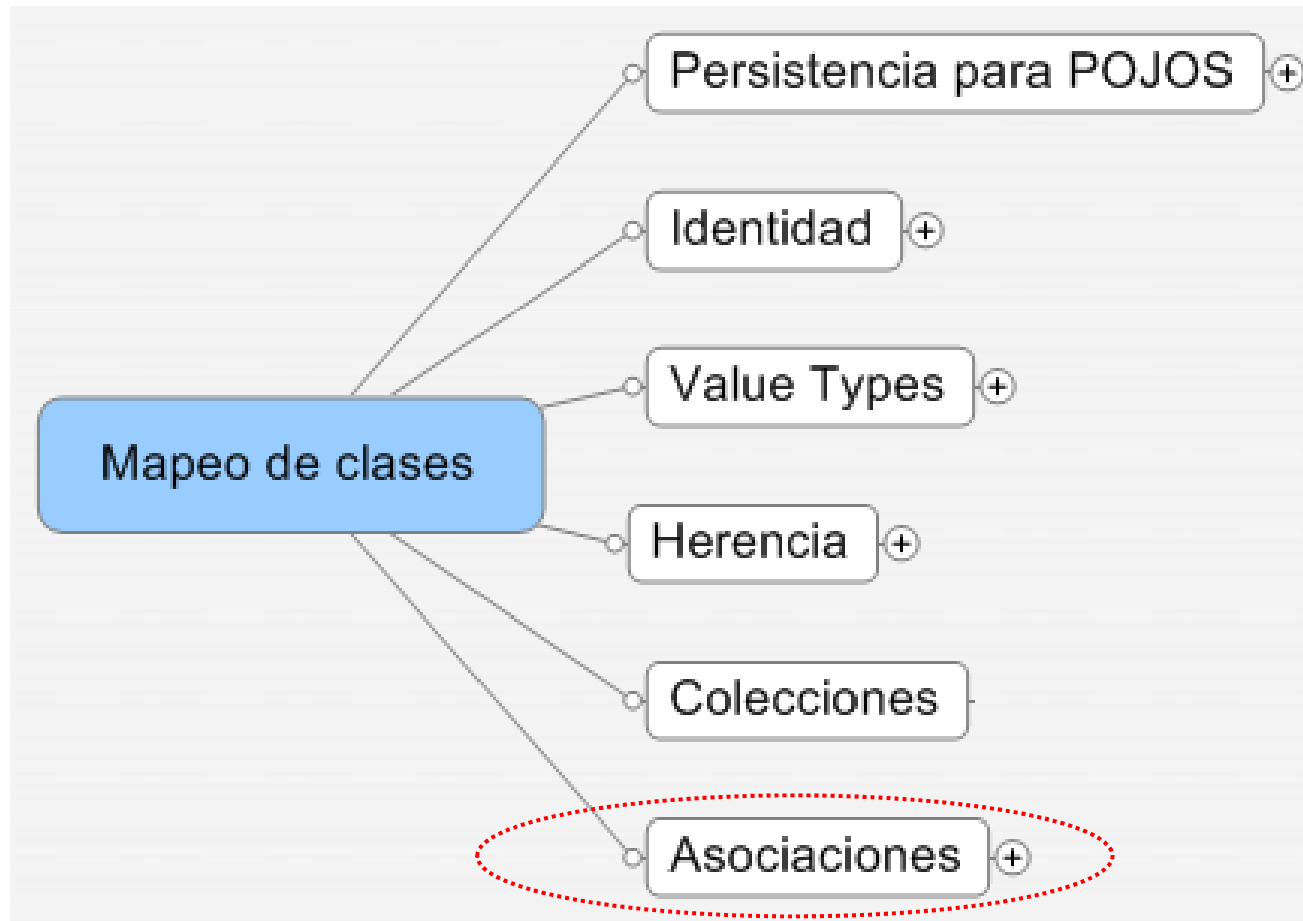 Persistencia para POJOS
Identidad
Value Types
Mapeo de clases
Herencia
Colecciones
Asociaciones